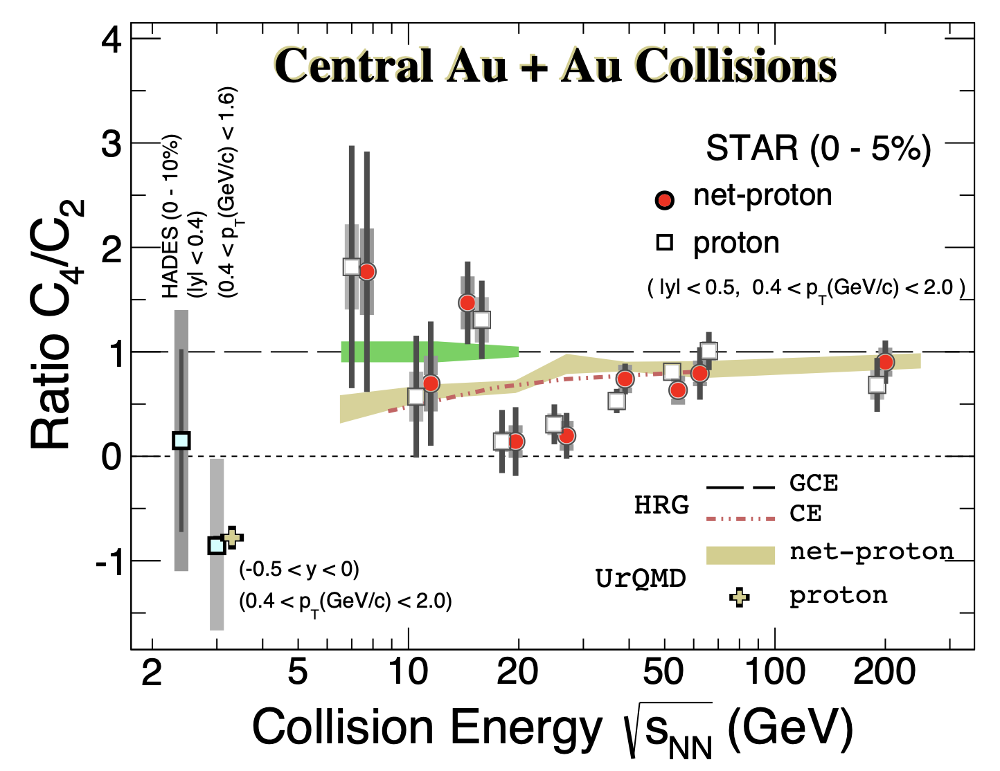 Central Au + Au Collisions
HADES (0 - 10%)
(|y| < 0.4)
(0.4 < p_T(GeV/c) < 1.6)
STAR (0 - 5%)
net-proton
proton
( |y| < 0.5, 0.4 < p_T(GeV/c) < 2.0 )
Ratio C_4/C_2
4
3
2
1
0
-1
HRG
GCE
CE
UrQMD
net-proton
proton
(-0.5 < y < 0)
(0.4 < p_T(GeV/c) < 2.0)
2 5 10 20 50 100 200
Collision Energy √s_NN (GeV)